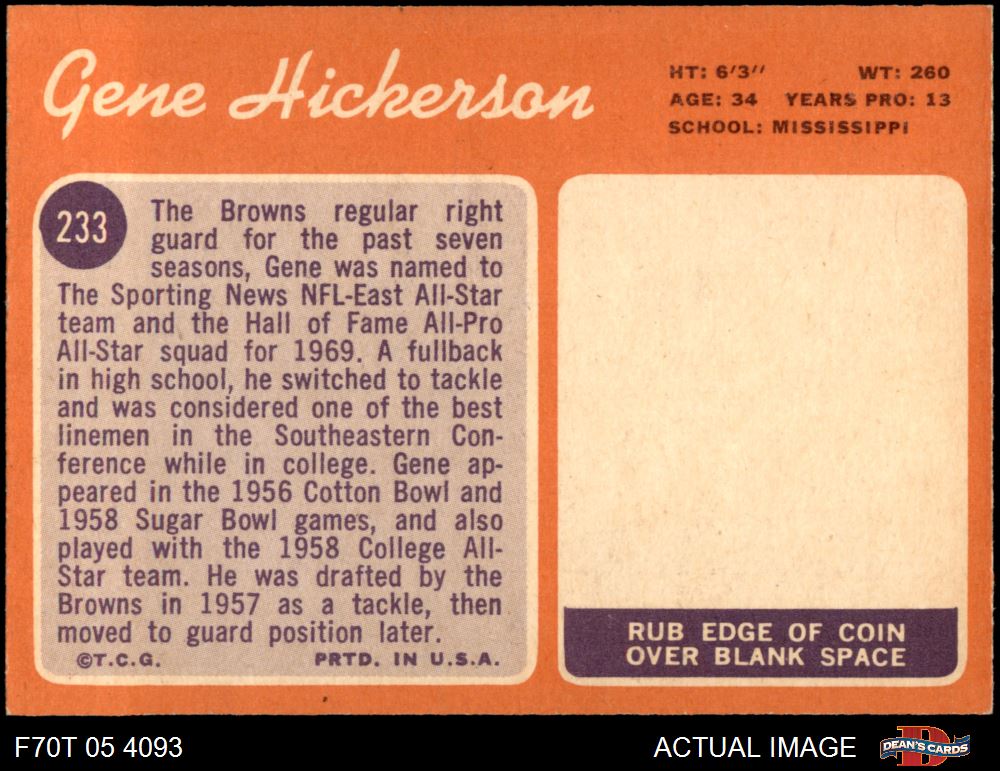 Gene Hickerson
HT: 6'3'' WT: 260
AGE: 34 YEARS PRO: 13
SCHOOL: MISSISSIPPI
233
The Browns regular right
guard for the past seven
seasons, Gene was named to
The Sporting News NFL-East All-Star
team and the Hall of Fame All-Pro
All-Star squad for 1969. A fullback
in high school, he switched to tackle
and was considered one of the best
linemen in the Southeastern Con-
ference while in college. Gene ap-
peared in the 1956 Cotton Bowl and
1958 Sugar Bowl games, and also
played with the 1958 College All-
Star team. He was drafted by the
Browns in 1957 as a tackle, then
moved to guard position later.
©T.C.G. PRTD. IN U.S.A.
RUB EDGE OF COIN
OVER BLANK SPACE
F70T 05 4093
ACTUAL IMAGE
DEAN'S CARDS